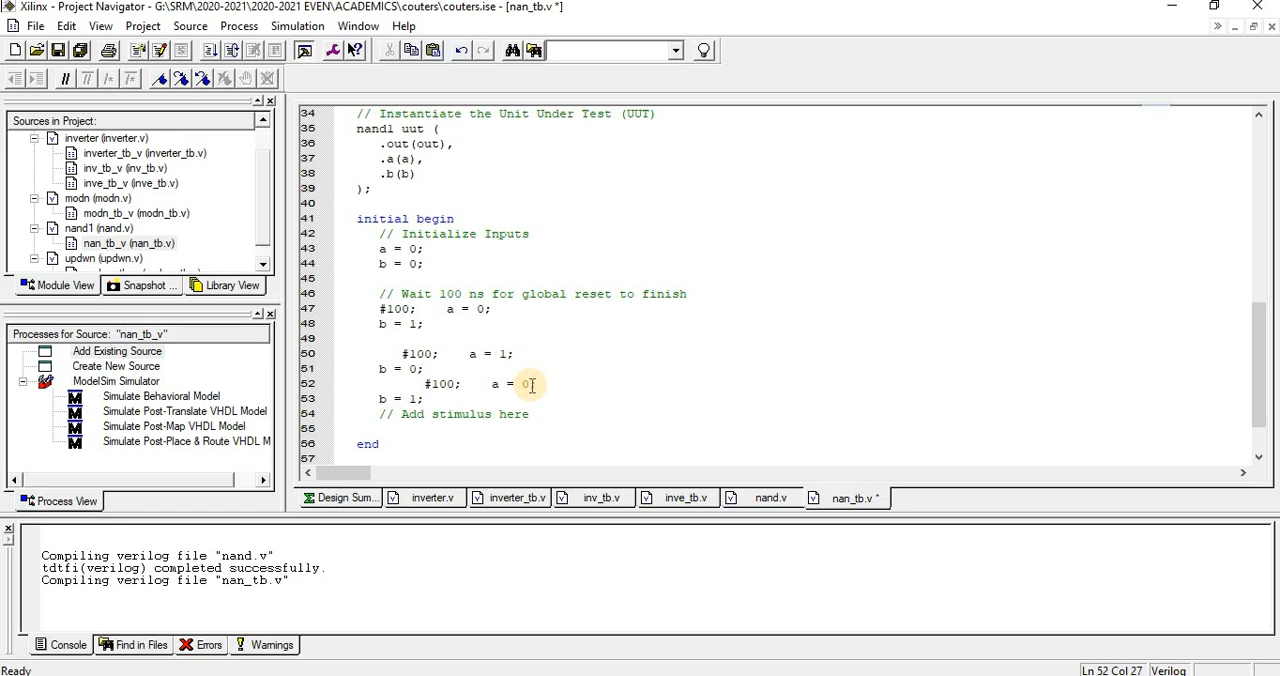 Xilinx - Project Navigator - G:\SRM\2020-2021\2020-2021 EVEN\ACADEMICS\couters\couters.ise - [nan_tb.v *]
File Edit View Project Source Process Simulation Window Help
Sources in Project:
inverter (inverter.v)
inverter_tb_v (inverter_tb.v)
inv_tb_v (inv_tb.v)
inve_tb_v (inve_tb.v)
modn (modn.v)
modn_tb_v (modn_tb.v)
nand1 (nand.v)
nan_tb_v (nan_tb.v)
updwn (updwn.v)
Module View Snapshot ... Library View
Processes for Source: "nan_tb_v"
Add Existing Source
Create New Source
ModelSim Simulator
Simulate Behavioral Model
Simulate Post-Translate VHDL Model
Simulate Post-Map VHDL Model
Simulate Post-Place & Route VHDL M
Process View
34 // Instantiate the Unit Under Test (UUT)
35 nand1 uut (
36 .out(out),
37 .a(a),
38 .b(b)
39 );
40
41 initial begin
42 // Initialize Inputs
43 a = 0;
44 b = 0;
45
46 // Wait 100 ns for global reset to finish
47 #100; a = 0;
48 b = 1;
49
50 #100; a = 1;
51 b = 0;
52 #100; a = 0;
53 b = 1;
54 // Add stimulus here
55
56 end
57
Design Sum... inverter.v inverter_tb.v inv_tb.v inve_tb.v nand.v nan_tb.v *
Compiling verilog file "nand.v"
tdtfi(verilog) completed successfully.
Compiling verilog file "nan_tb.v"
Console Find in Files Errors Warnings
Ready Ln 52 Col 27 Verilog